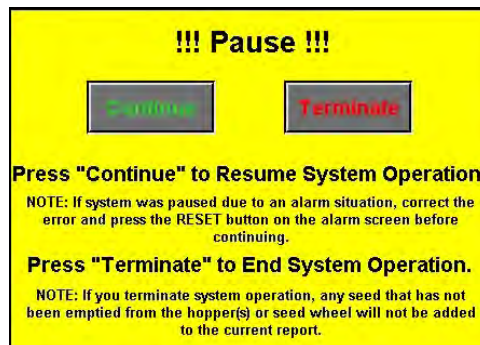 !!! Pause !!!
Continue Terminate
Press "Continue" to Resume System Operation
NOTE: If system was paused due to an alarm situation, correct the
error and press the RESET button on the alarm screen before
continuing.
Press "Terminate" to End System Operation.
NOTE: If you terminate system operation, any seed that has not
been emptied from the hopper(s) or seed wheel will not be added
to the current report.